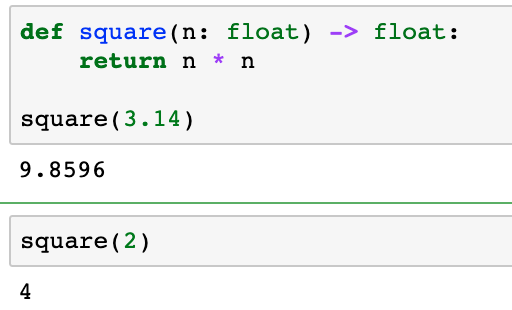 def square(n: float) -> float:
    return n * n
square(3.14)
9.8596
square(2)
4